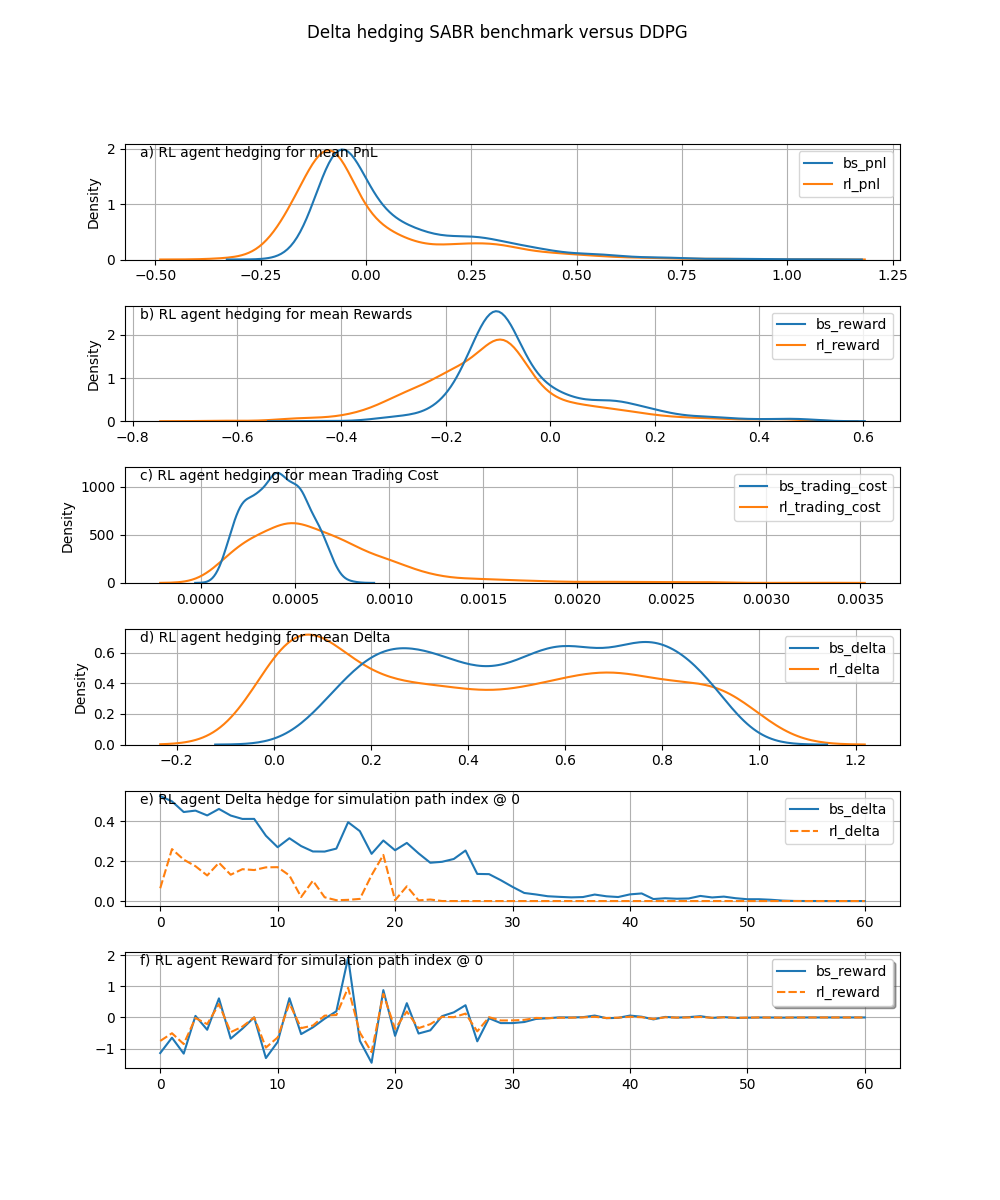 Delta hedging SABR benchmark versus DDPG
a) RL agent hedging for mean PnL
bs_pnl
rl_pnl
Density
2
1
0
−0.50 −0.25 0.00 0.25 0.50 0.75 1.00 1.25
b) RL agent hedging for mean Rewards
bs_reward
rl_reward
Density
2
1
0
−0.8 −0.6 −0.4 −0.2 0.0 0.2 0.4 0.6
c) RL agent hedging for mean Trading Cost
bs_trading_cost
rl_trading_cost
Density
1000
500
0
0.0000 0.0005 0.0010 0.0015 0.0020 0.0025 0.0030 0.0035
d) RL agent hedging for mean Delta
bs_delta
rl_delta
Density
0.6
0.4
0.2
0.0
−0.2 0.0 0.2 0.4 0.6 0.8 1.0 1.2
e) RL agent Delta hedge for simulation path index @ 0
bs_delta
rl_delta
0.4
0.2
0.0
0 10 20 30 40 50 60
f) RL agent Reward for simulation path index @ 0
bs_reward
rl_reward
2
1
0
−1
0 10 20 30 40 50 60